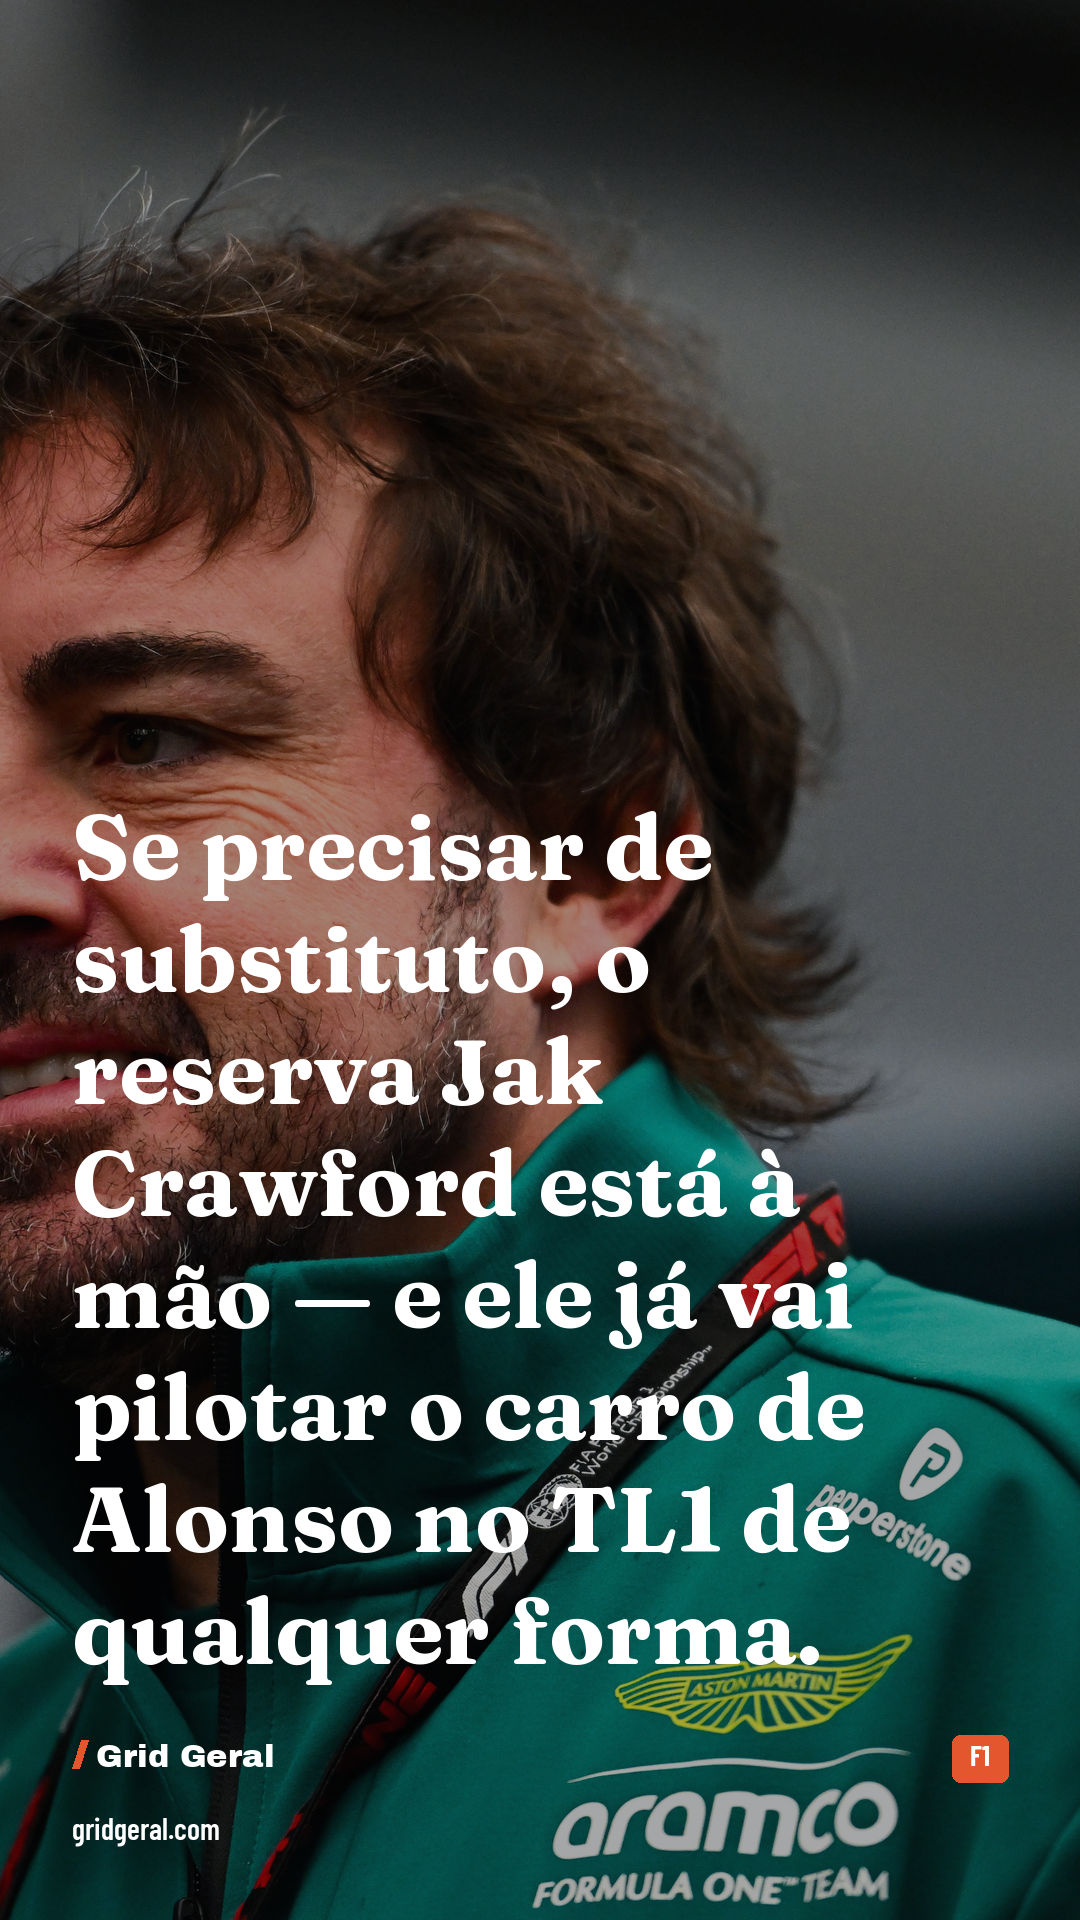 Se precisar de
substituto, o
reserva Jak
Crawford está à
mão — e ele já vai
pilotar o carro de
Alonso no TL1 de
qualquer forma.
pepperstone
ASTON MARTIN
/ Grid Geral
F1
gridgeral.com
aramco
FORMULA ONE™ TEAM